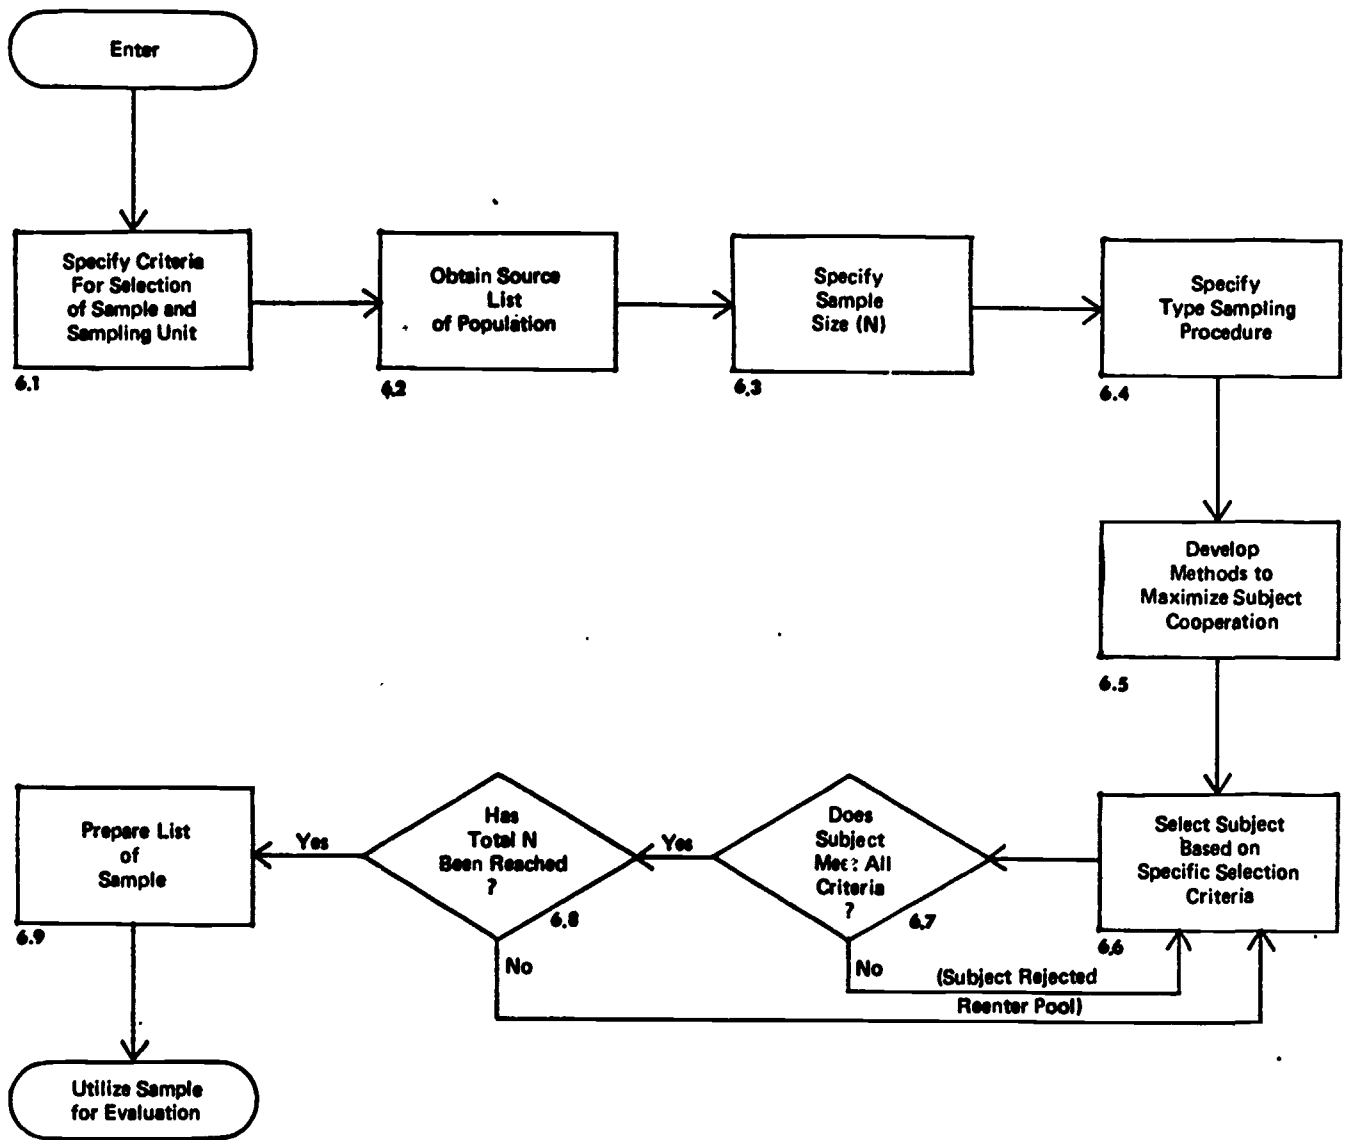 Enter
Specify Criteria
For Selection
of Sample and
Sampling Unit
6.1
Obtain Source
List
of Population
6.2
Specify
Sample
Size (N)
6.3
Specify
Type Sampling
Procedure
6.4
Develop
Methods to
Maximize Subject
Cooperation
6.5
Select Subject
Based on
Specific Selection
Criteria
6.6
Does
Subject
Meet All
Criteria
?
6.7
Yes
No
(Subject Rejected
Reenter Pool)
Has
Total N
Been Reached
?
6.8
Yes
No
Prepare List
of
Sample
6.9
Utilize Sample
for Evaluation